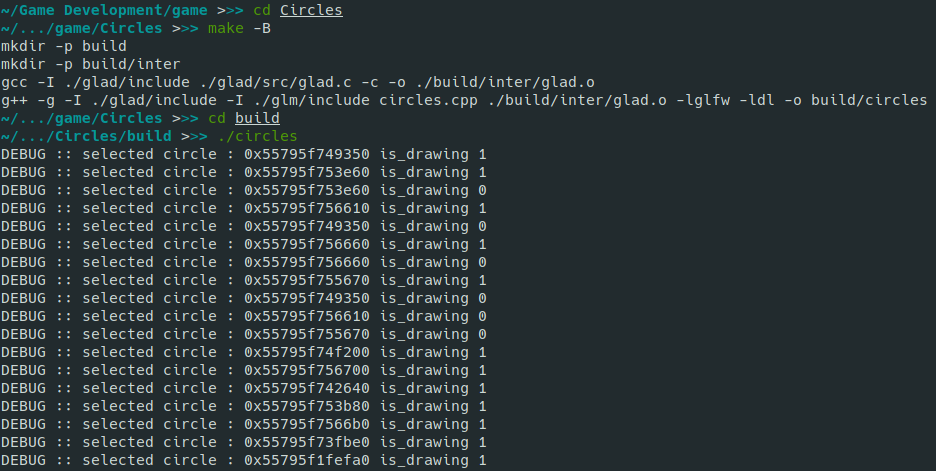 ~/Game Development/game >>> cd Circles
~/.../game/Circles >>> make -B
mkdir -p build
mkdir -p build/inter
gcc -I ./glad/include ./glad/src/glad.c -c -o ./build/inter/glad.o
g++ -g -I ./glad/include -I ./glm/include circles.cpp ./build/inter/glad.o -lglfw -ldl -o build/circles
~/.../game/Circles >>> cd build
~/.../Circles/build >>> ./circles
DEBUG :: selected circle : 0x55795f749350 is_drawing 1
DEBUG :: selected circle : 0x55795f753e60 is_drawing 1
DEBUG :: selected circle : 0x55795f753e60 is_drawing 0
DEBUG :: selected circle : 0x55795f756610 is_drawing 1
DEBUG :: selected circle : 0x55795f749350 is_drawing 0
DEBUG :: selected circle : 0x55795f756660 is_drawing 1
DEBUG :: selected circle : 0x55795f756660 is_drawing 0
DEBUG :: selected circle : 0x55795f755670 is_drawing 1
DEBUG :: selected circle : 0x55795f749350 is_drawing 0
DEBUG :: selected circle : 0x55795f756610 is_drawing 0
DEBUG :: selected circle : 0x55795f755670 is_drawing 0
DEBUG :: selected circle : 0x55795f74f200 is_drawing 1
DEBUG :: selected circle : 0x55795f756700 is_drawing 1
DEBUG :: selected circle : 0x55795f742640 is_drawing 1
DEBUG :: selected circle : 0x55795f753b80 is_drawing 1
DEBUG :: selected circle : 0x55795f7566b0 is_drawing 1
DEBUG :: selected circle : 0x55795f73fbe0 is_drawing 1
DEBUG :: selected circle : 0x55795f1fefa0 is_drawing 1